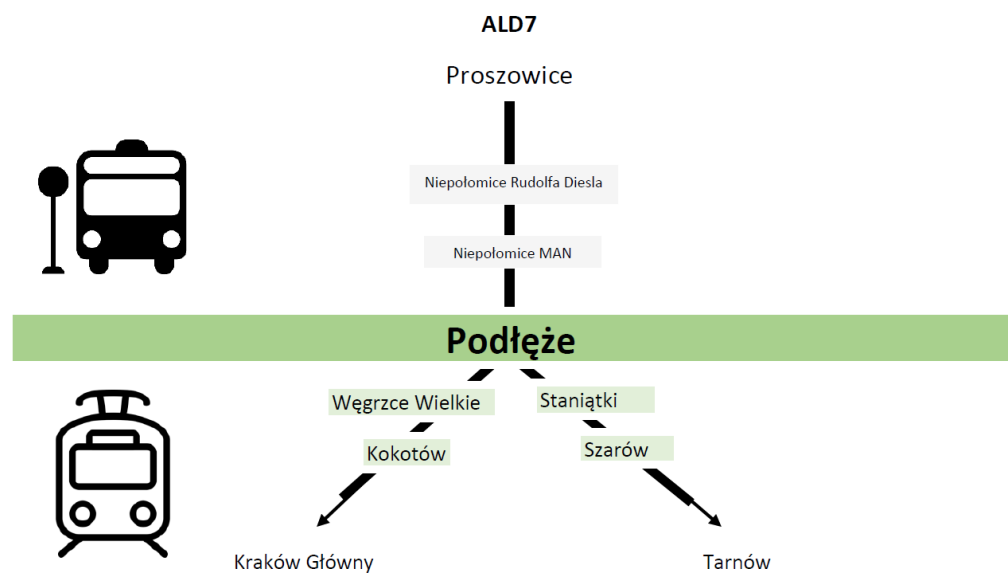 ALD7
Proszowice
Niepołomice Rudolfa Diesla
Niepołomice MAN
Podłęże
Węgrzce Wielkie
Staniątki
Kokotów
Szarów
Kraków Główny
Tarnów